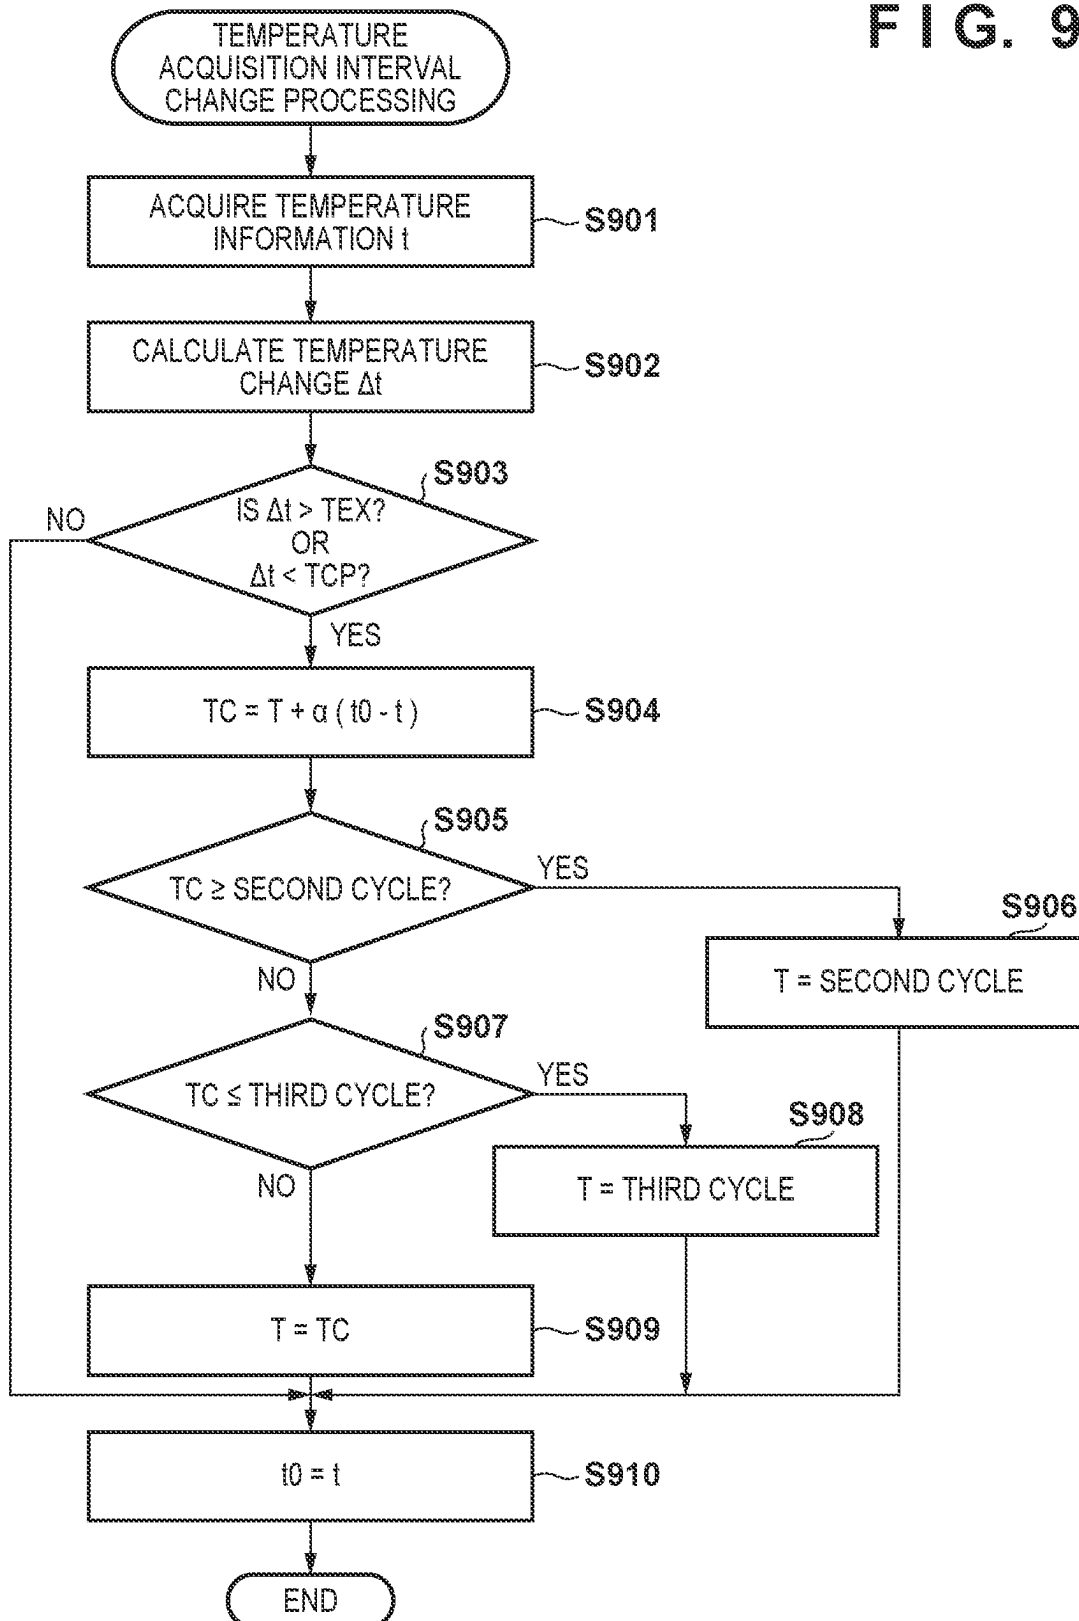 FIG. 9
TEMPERATURE
ACQUISITION INTERVAL
CHANGE PROCESSING
ACQUIRE TEMPERATURE
INFORMATION t
S901
CALCULATE TEMPERATURE
CHANGE Δt
S902
S903
IS Δt > TEX?
OR
Δt < TCP?
NO
YES
TC = T + α ( t0 - t )
S904
S905
TC ≥ SECOND CYCLE?
YES
NO
S906
T = SECOND CYCLE
S907
TC ≤ THIRD CYCLE?
YES
NO
S908
T = THIRD CYCLE
T = TC
S909
t0 = t
S910
END